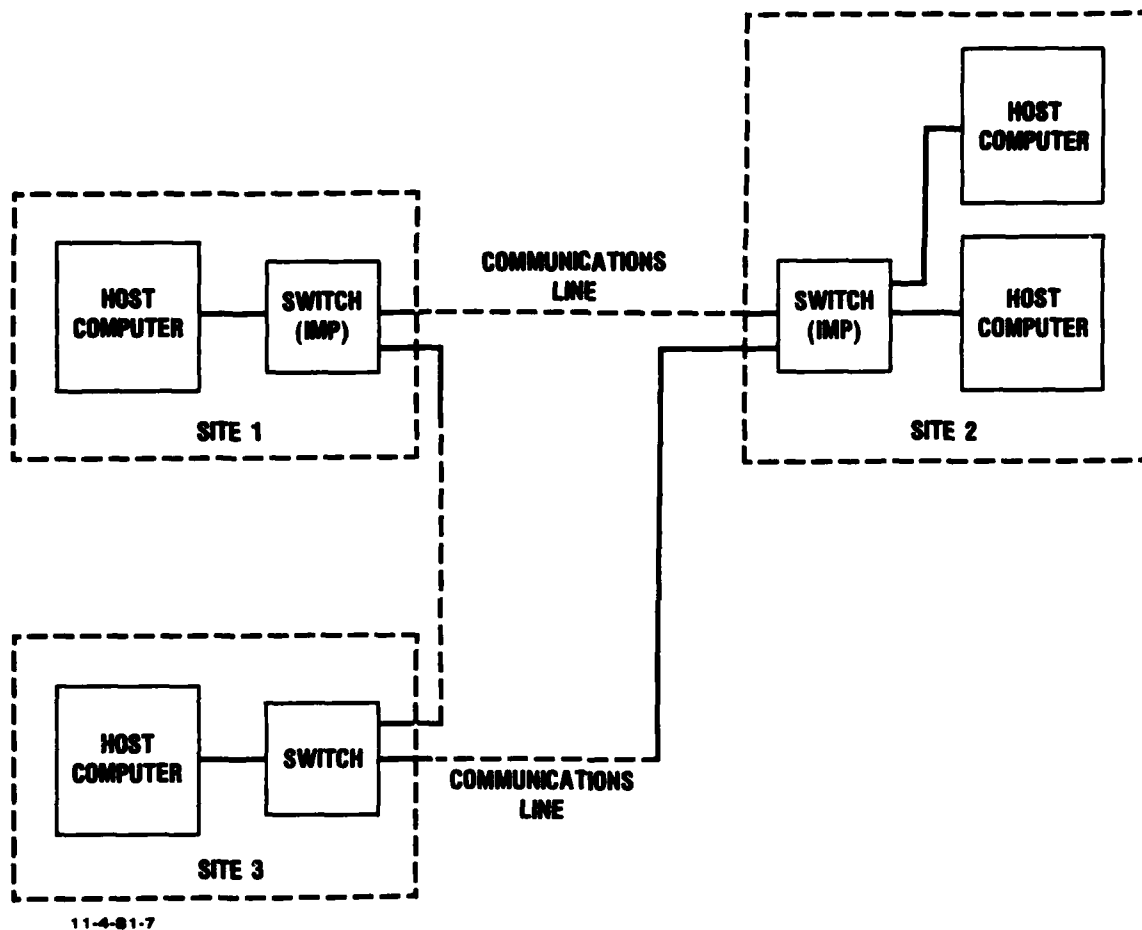 HOST
COMPUTER
HOST
COMPUTER
SWITCH
(IMP)
COMMUNICATIONS
LINE
SWITCH
(IMP)
HOST
COMPUTER
SITE 1
SITE 2
HOST
COMPUTER
SWITCH
COMMUNICATIONS
LINE
SITE 3
11-4-81-7